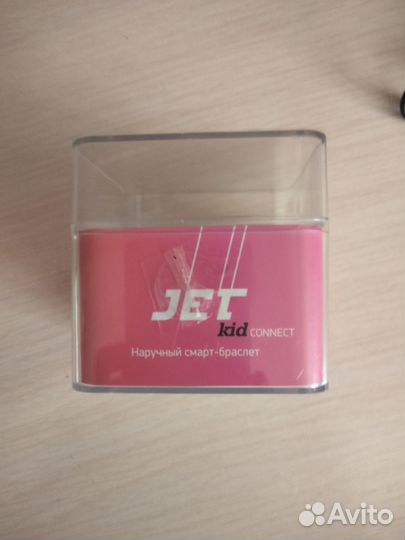 JET
kid CONNECT
Наручный смарт-браслет
Avito